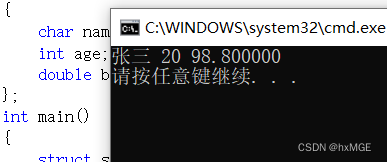 {
char nam
int age;
double b
};
int main()
{
struct s
C:\WINDOWS\system32\cmd.exe
张三 20 98.800000
请按任意键继续. . .
CSDN @hxMGE